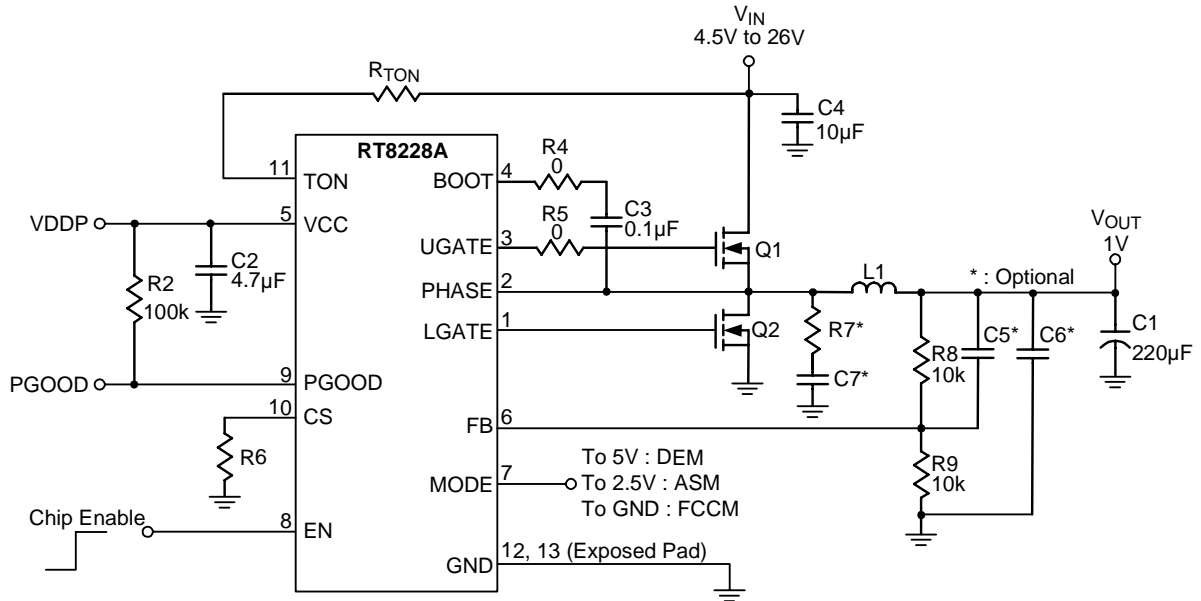 VIN
4.5V to 26V
RTON
C4
10µF
RT8228A
11
TON
BOOT
4
R4
0
C3
0.1µF
VDDP
5
VCC
UGATE
3
R5
0
Q1
VOUT
1V
C2
4.7µF
R2
100k
PHASE
2
L1
* : Optional
LGATE
1
Q2
R7*
C7*
R8
10k
C5*
C6*
C1
220µF
PGOOD
9
PGOOD
10
CS
R6
FB
6
R9
10k
To 5V : DEM
MODE
7
To 2.5V : ASM
To GND : FCCM
Chip Enable
8
EN
GND
12, 13 (Exposed Pad)